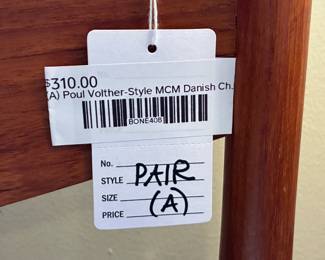 $310.00
(A) Poul Volther-Style MCM Danish Ch.
BONE408
No.
STYLE PAIR
SIZE (A)
PRICE